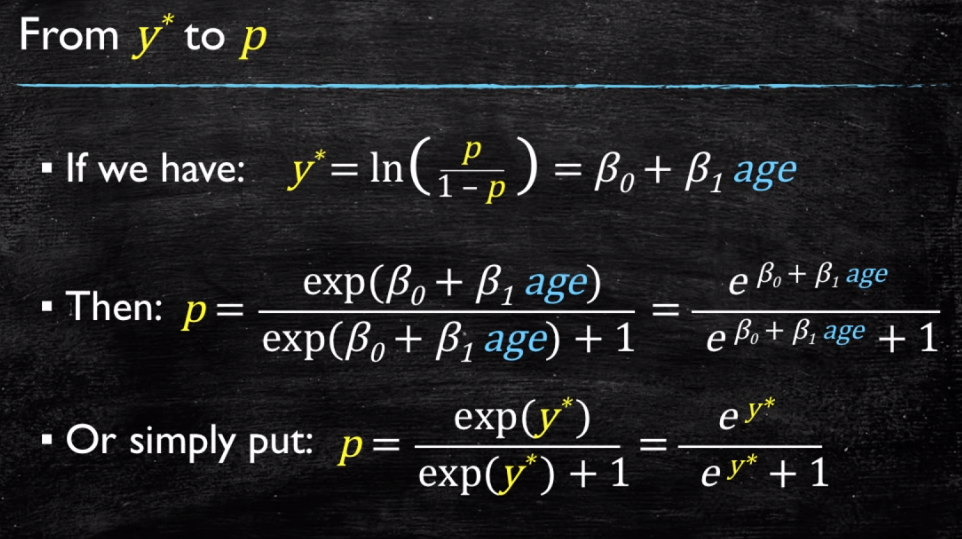 From y* to p
▪ If we have: y* = ln(p / 1 − p) = β₀ + β₁ age
▪ Then: p = exp(β₀ + β₁ age) / exp(β₀ + β₁ age) + 1 = e^(β₀ + β₁ age) / e^(β₀ + β₁ age) + 1
▪ Or simply put: p = exp(y*) / exp(y*) + 1 = e^(y*) / e^(y*) + 1